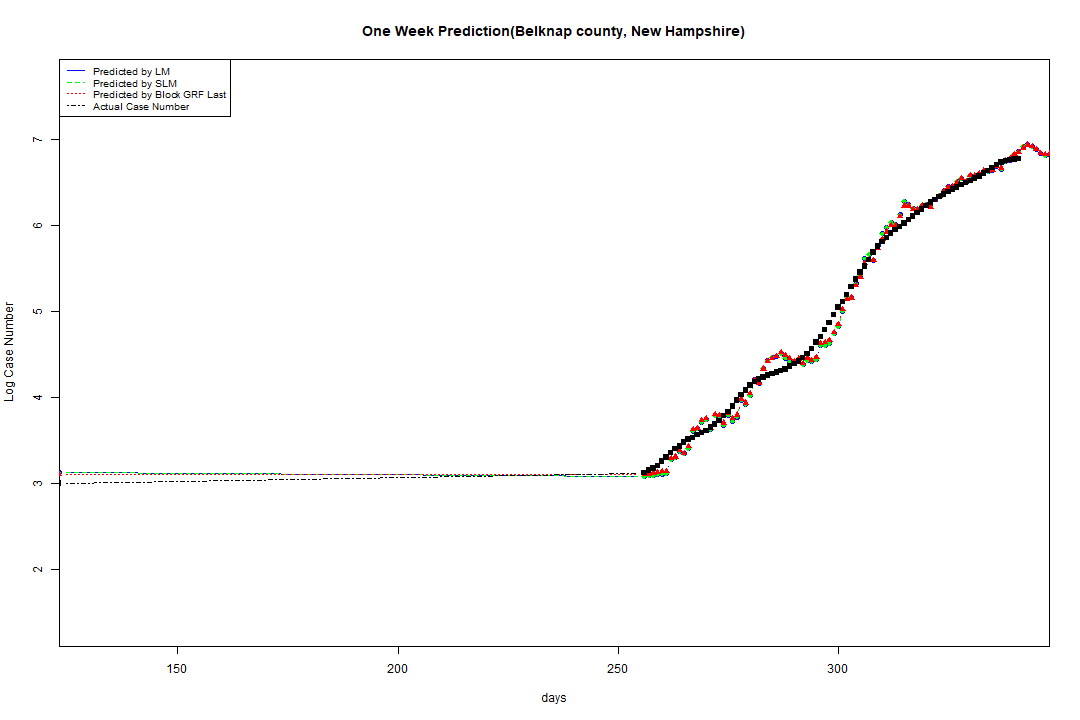 One Week Prediction(Belknap county, New Hampshire)
Predicted by LM
Predicted by SLM
Predicted by Block GRF Last
Actual Case Number
7
6
5
4
3
2
Log Case Number
150 200 250 300
days